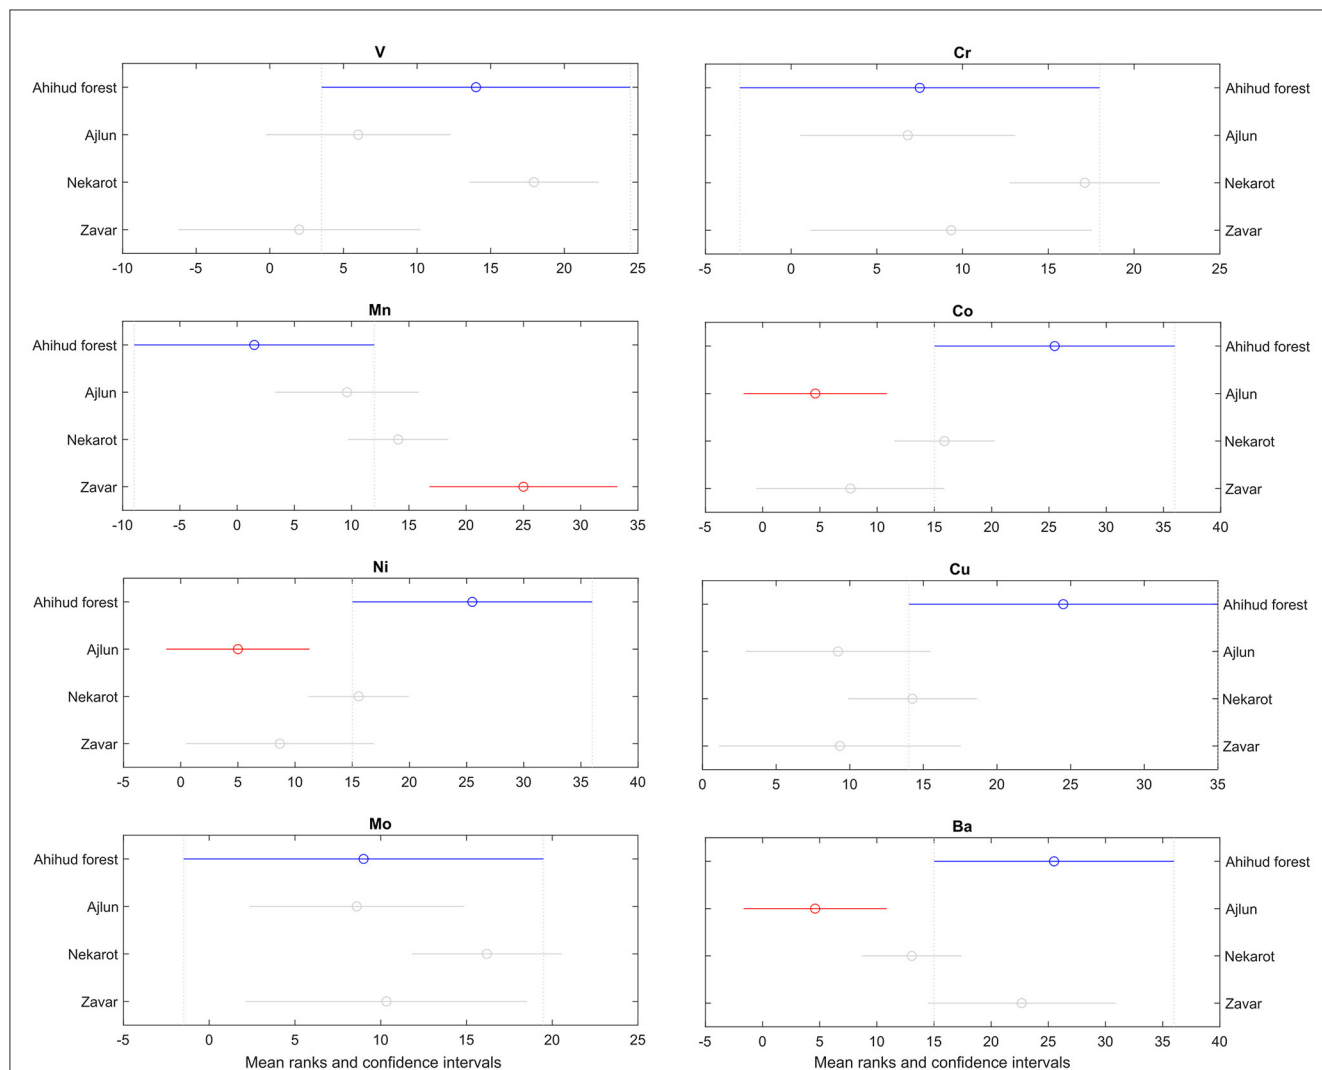 V
Ahihud forest
Ajlun
Nekarot
Zavar
-10 -5 0 5 10 15 20 25
Cr
Ahihud forest
Ajlun
Nekarot
Zavar
-5 0 5 10 15 20 25
Mn
Ahihud forest
Ajlun
Nekarot
Zavar
-10 -5 0 5 10 15 20 25 30 35
Co
Ahihud forest
Ajlun
Nekarot
Zavar
-5 0 5 10 15 20 25 30 35 40
Ni
Ahihud forest
Ajlun
Nekarot
Zavar
-5 0 5 10 15 20 25 30 35 40
Cu
Ahihud forest
Ajlun
Nekarot
Zavar
0 5 10 15 20 25 30 35
Mo
Ahihud forest
Ajlun
Nekarot
Zavar
-5 0 5 10 15 20 25
Mean ranks and confidence intervals
Ba
Ahihud forest
Ajlun
Nekarot
Zavar
-5 0 5 10 15 20 25 30 35 40
Mean ranks and confidence intervals